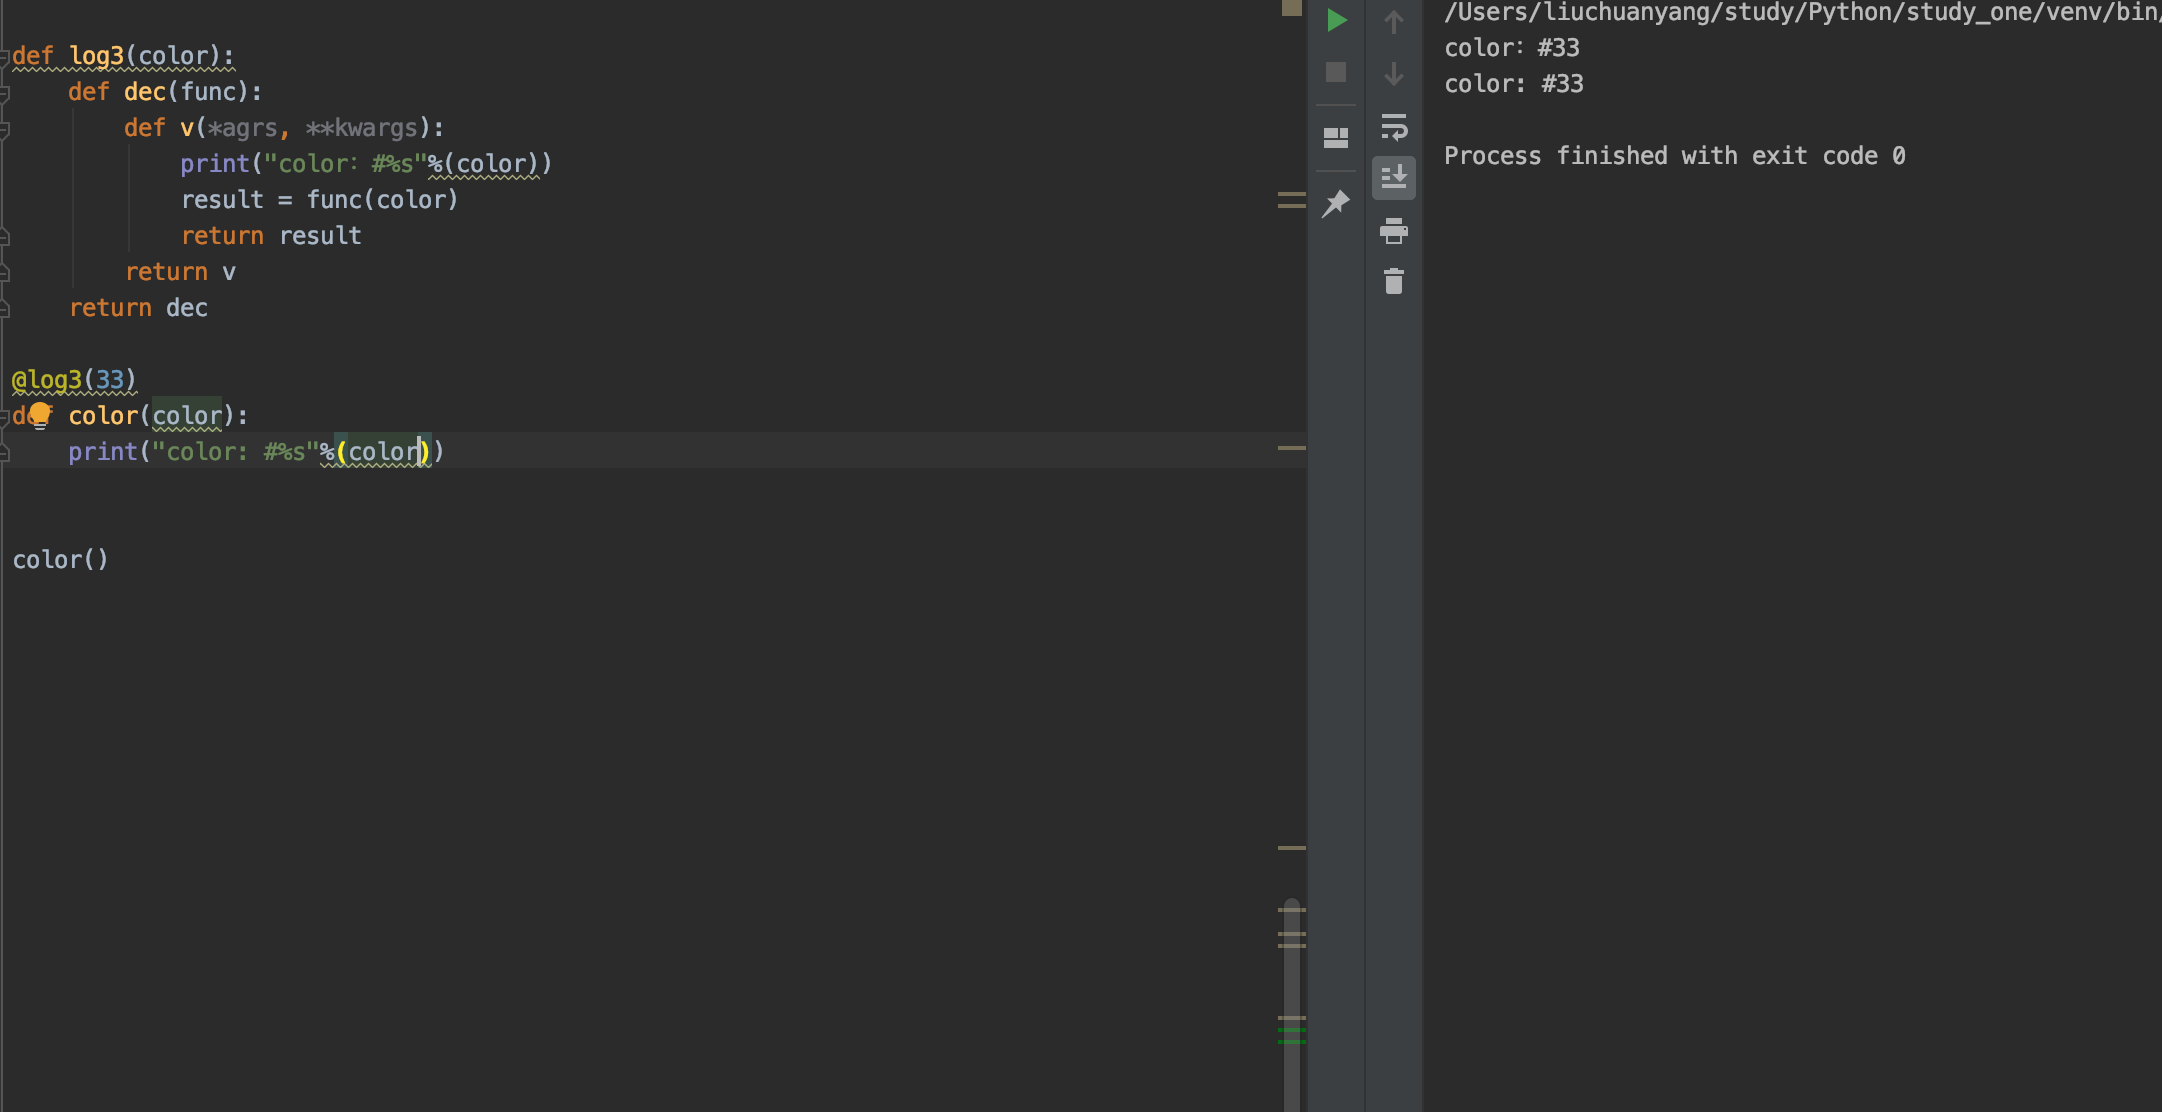 def log3(color):
    def dec(func):
        def v(*agrs, **kwargs):
            print("color: #%s"%(color))
            result = func(color)
            return result
        return v
    return dec
@log3(33)
def color(color):
    print("color: #%s"%(color))
color()
/Users/liuchuanyang/study/Python/study_one/venv/bin/
color: #33
color: #33
Process finished with exit code 0